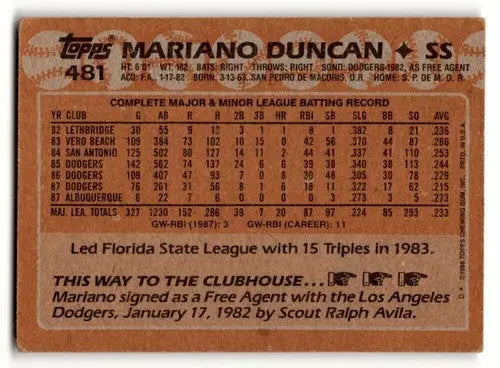 topps MARIANO DUNCAN ✦ SS
481 HT: 6'0" WT: 162 BATS: RIGHT THROWS: RIGHT SGND: DODGERS-1982, AS FREE AGENT
ACQ: F.A., 1-17-82 BORN: 3-13-63, SAN PEDRO DE MACORIS, D.R. HOME: S. P. DE M. D. R.
COMPLETE MAJOR & MINOR LEAGUE BATTING RECORD
YR CLUB G AB R H 2B 3B HR RBI SB SLG BB SO AVG
82 LETHBRIDGE 30 55 9 13 3 1 1 8 1 .382 8 21 .236
83 VERO BEACH 109 384 73 102 10 15 0 42 56 .370 44 87 .266
84 SAN ANTONIO 125 502 80 127 14 11 2 44 41 .337 41 110 .253
85 DODGERS 142 562 74 137 24 6 6 39 38 .340 38 113 .244
86 DODGERS 109 407 47 93 7 0 8 30 48 .305 30 78 .229
87 DODGERS 76 261 31 56 8 1 6 18 11 .322 17 62 .215
87 ALBUQUERQUE 6 22 6 6 0 0 0 0 3 .273 2 5 .273
MAJ. LEA. TOTALS 327 1230 152 286 39 7 20 87 97 .324 85 253 .233
GW-RBI (1987): 3 GW-RBI (CAREER): 11
Led Florida State League with 15 Triples in 1983.
THIS WAY TO THE CLUBHOUSE...
Mariano signed as a Free Agent with the Los Angeles
Dodgers, January 17, 1982 by Scout Ralph Avila.
D* ©1988 TOPPS CHEWING GUM, INC. PRINTED IN U.S.A.